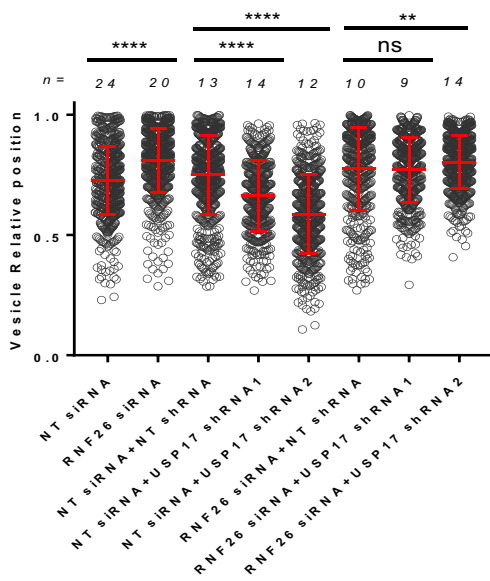 **** **
**** **** ns
n = 24 20 13 14 12 10 9 14
Vesicle Relative position
1.0
0.5
0.0
NT siRNA
RNF26 siRNA
NT siRNA+NT shRNA
NT siRNA+USP17 shRNA1
NT siRNA+USP17 shRNA2
RNF26 siRNA+NT shRNA
RNF26 siRNA+USP17 shRNA1
RNF26 siRNA+USP17 shRNA2